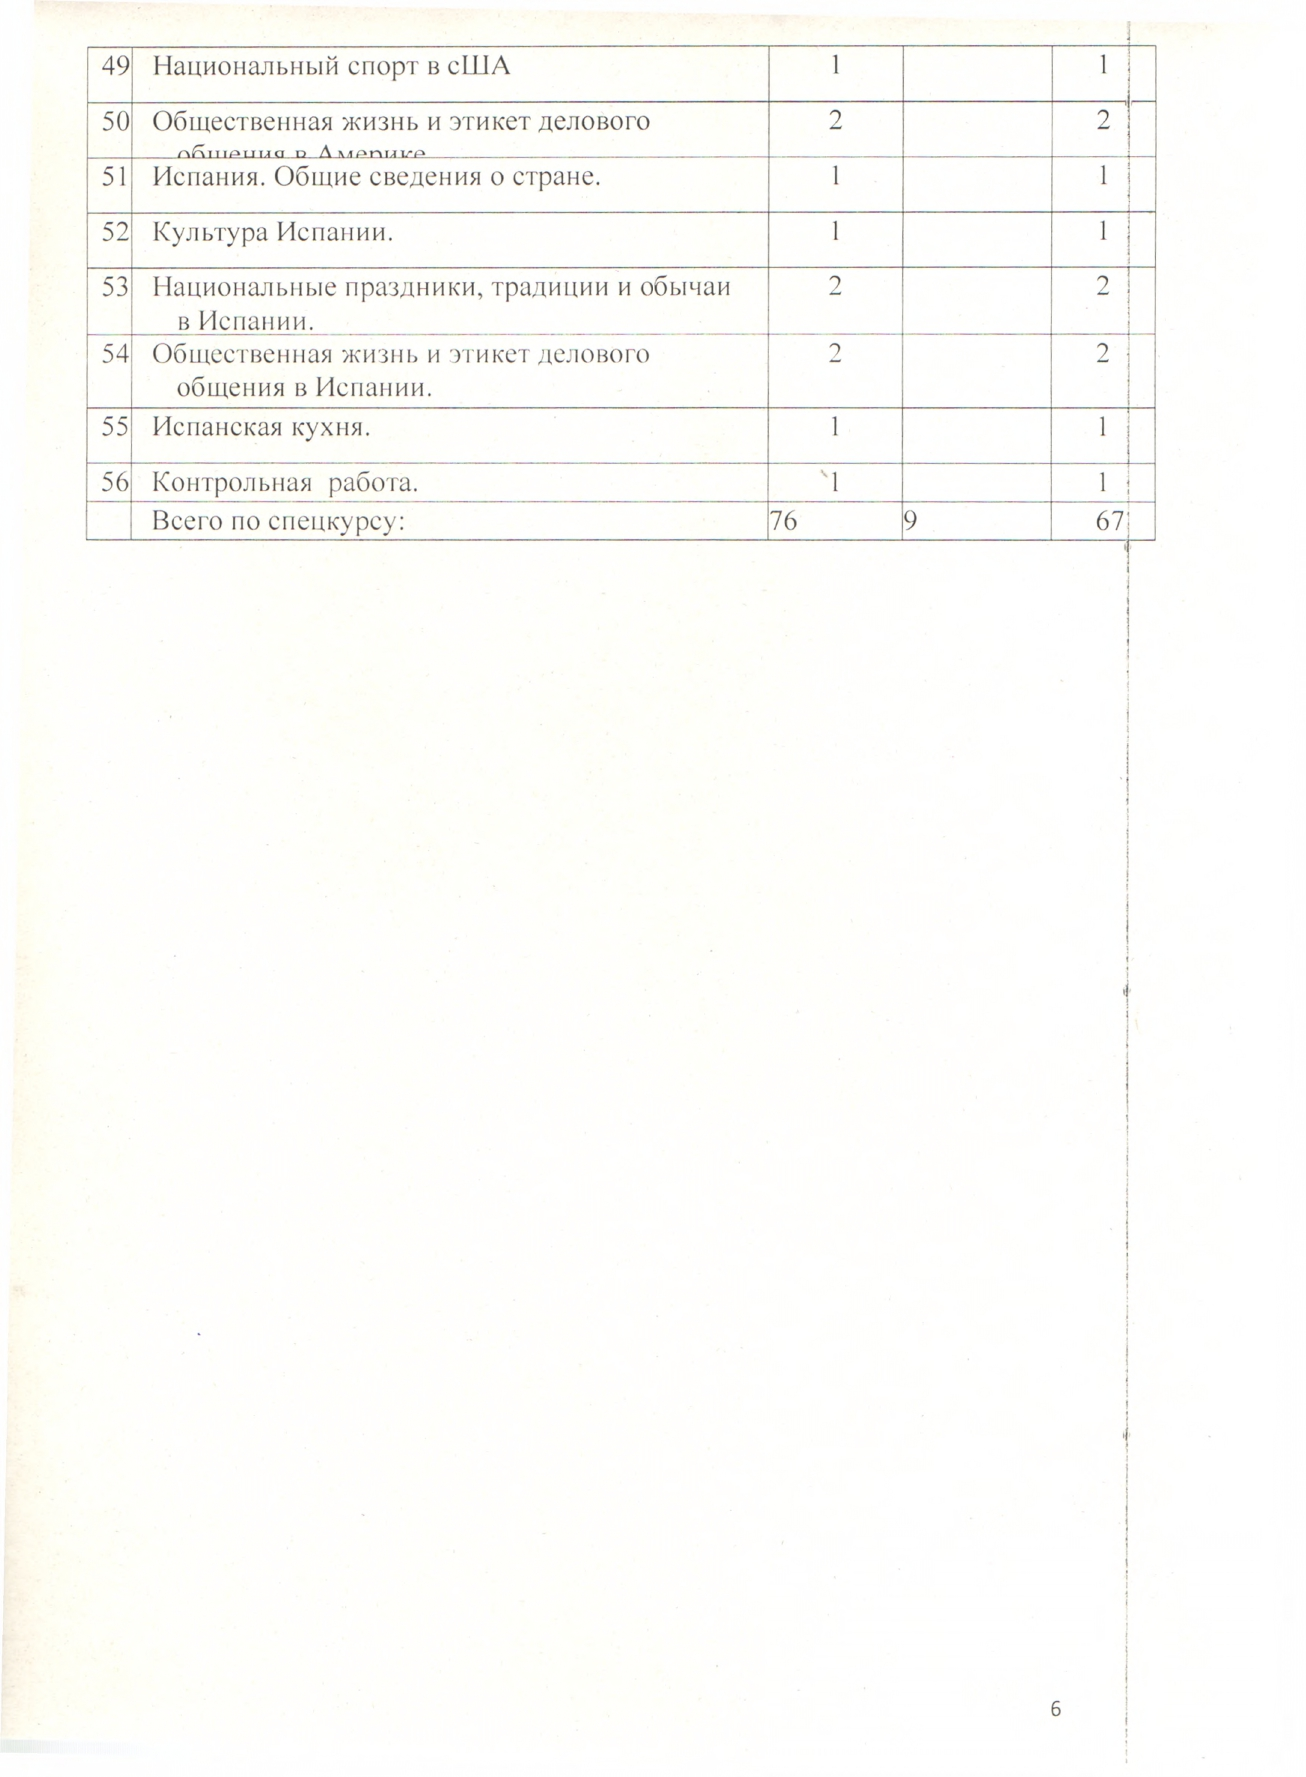 49 Национальный спорт в сША 1 1
50 Общественная жизнь и этикет делового 2 2
общения в Америке
51 Испания. Общие сведения о стране. 1 1
52 Культура Испании. 1 1
53 Национальные праздники, традиции и обычаи 2 2
в Испании.
54 Общественная жизнь и этикет делового 2 2
общения в Испании.
55 Испанская кухня. 1 1
56 Контрольная работа. 1 1
Всего по спецкурсу: 76 9 67
6